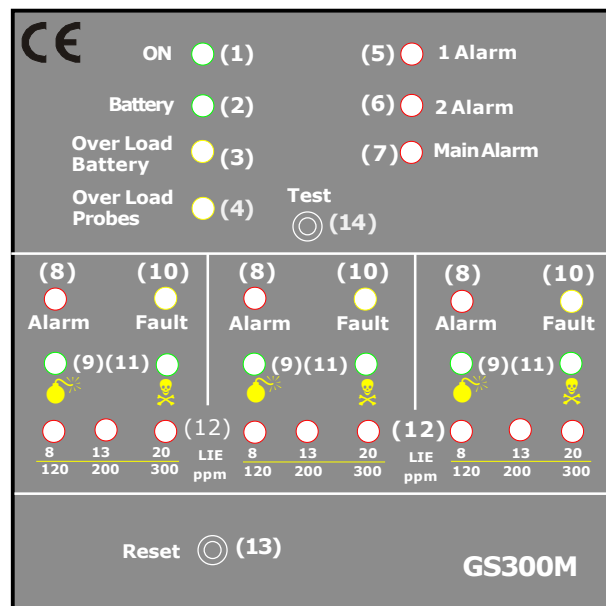 CE
ON (1) (5) 1 Alarm
Battery (2) (6) 2 Alarm
Over Load
Battery (3) (7) Main Alarm
Over Load
Probes (4) Test
(14)
(8) (10) (8) (10) (8) (10)
Alarm Fault Alarm Fault Alarm Fault
(9)(11) (9)(11) (9)(11)
(12) (12)
8 13 20 LIE 8 13 20 LIE 8 13 20
120 200 300 ppm 120 200 300 ppm 120 200 300
Reset (13)
GS300M